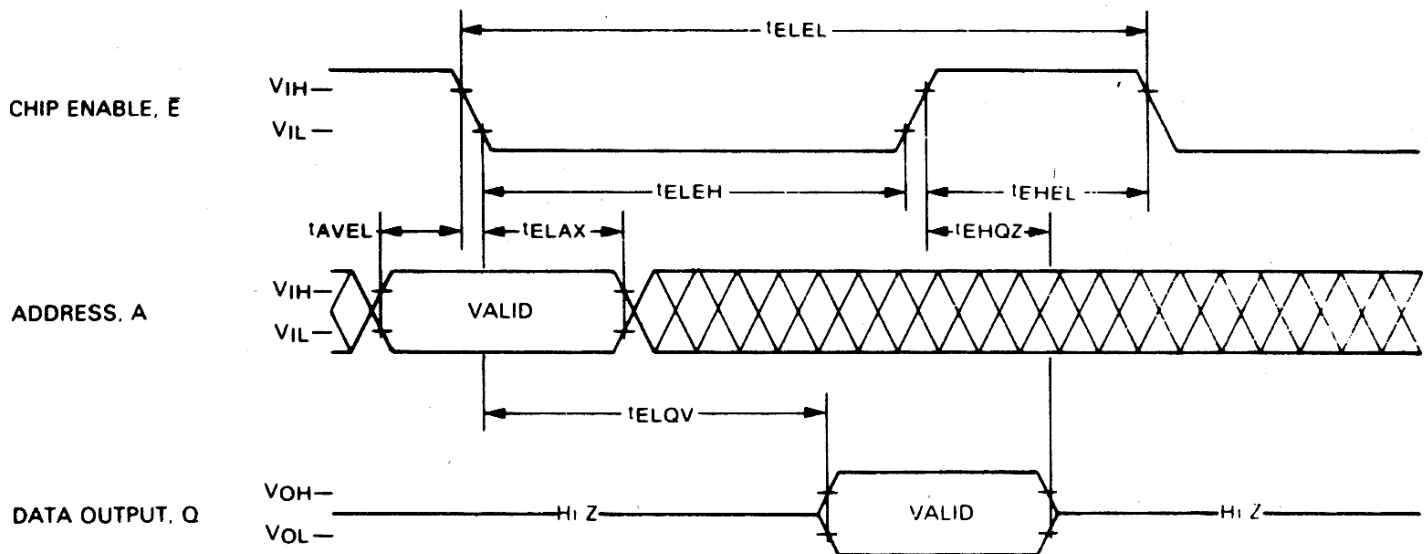 tELEL
VIH
CHIP ENABLE, Ē
VIL
tELEH
tEHEL
tAVEL
tELAX
tEHQZ
VIH
ADDRESS, A
VALID
VIL
tELQV
VOH
DATA OUTPUT, Q
Hi Z
VALID
Hi Z
VOL